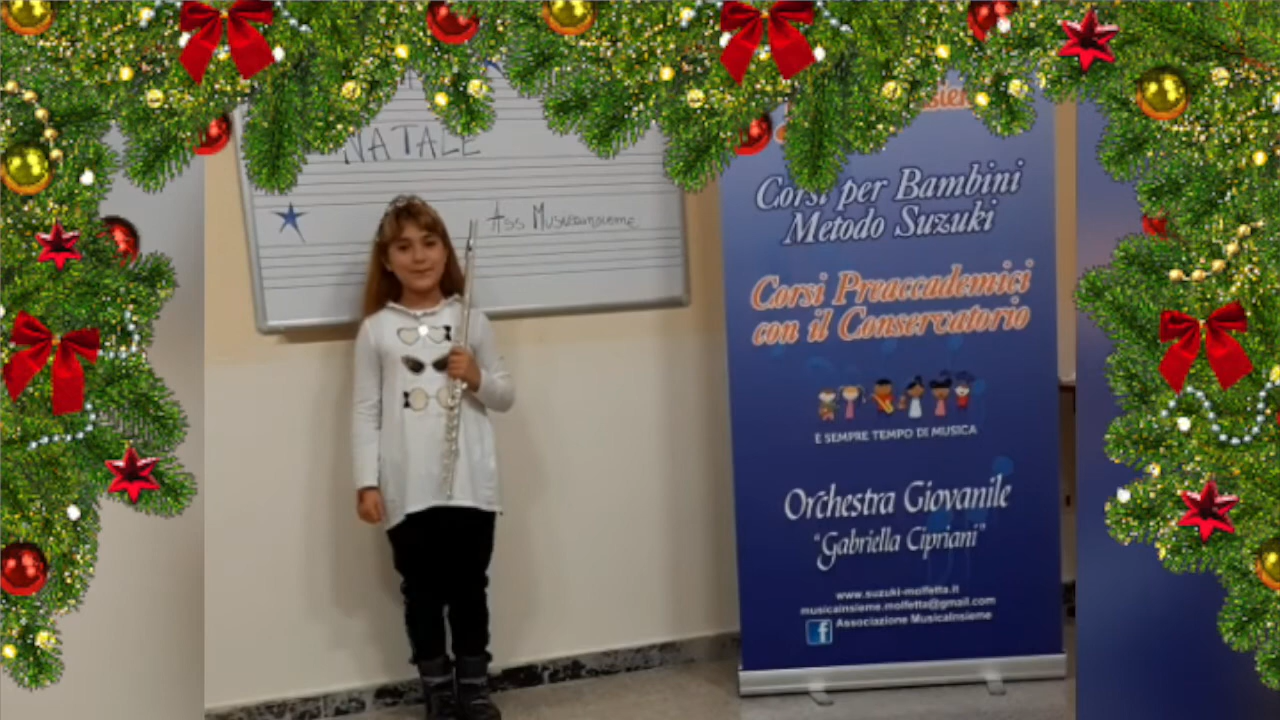 NATALE
Ass Musicainsieme
Corsi per Bambini
Metodo Suzuki
Corsi Preaccademici
con il Conservatorio
È SEMPRE TEMPO DI MUSICA
Orchestra Giovanile
"Gabriella Cipriani"
www.suzuki-molfetta.it
musicainsieme.molfetta@gmail.com
f Associazione MusicaInsieme